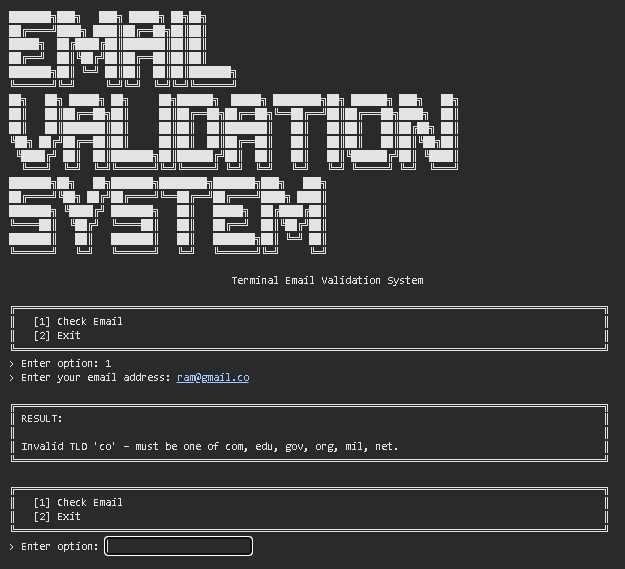 EMAIL
VALIDATION
SYSTEM
Terminal Email Validation System
[1] Check Email
[2] Exit
> Enter option: 1
> Enter your email address: ram@gmail.co
RESULT:
Invalid TLD 'co' - must be one of com, edu, gov, org, mil, net.
[1] Check Email
[2] Exit
> Enter option: